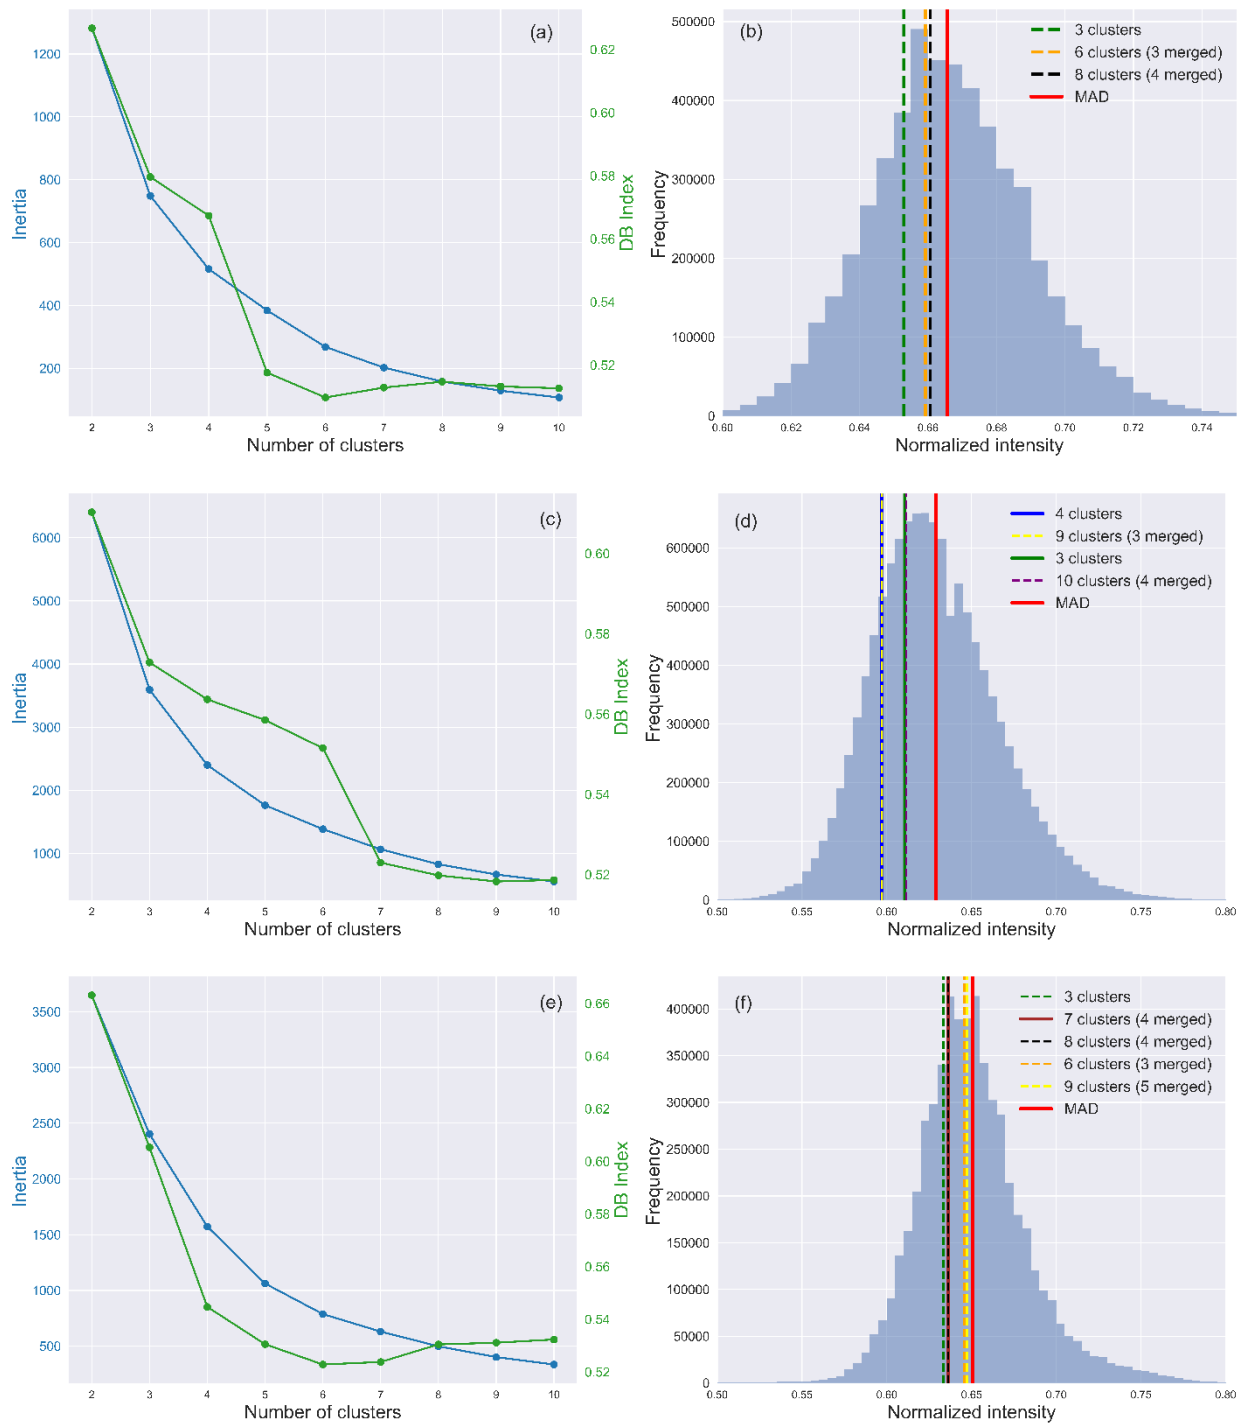 (a)
Inertia
1200
1000
800
600
400
200
0.62
0.60
0.58
0.56
0.54
0.52
DB Index
2 3 4 5 6 7 8 9 10
Number of clusters
(b)
3 clusters
6 clusters (3 merged)
8 clusters (4 merged)
MAD
Frequency
500000
400000
300000
200000
100000
0
0.60 0.62 0.64 0.66 0.68 0.70 0.72 0.74
Normalized intensity
(c)
Inertia
6000
5000
4000
3000
2000
1000
0.60
0.58
0.56
0.54
0.52
DB Index
2 3 4 5 6 7 8 9 10
Number of clusters
(d)
4 clusters
9 clusters (3 merged)
3 clusters
10 clusters (4 merged)
MAD
Frequency
600000
500000
400000
300000
200000
100000
0
0.50 0.55 0.60 0.65 0.70 0.75 0.80
Normalized intensity
(e)
Inertia
3500
3000
2500
2000
1500
1000
500
0.66
0.64
0.62
0.60
0.58
0.56
0.54
0.52
DB Index
2 3 4 5 6 7 8 9 10
Number of clusters
(f)
3 clusters
7 clusters (4 merged)
8 clusters (4 merged)
6 clusters (3 merged)
9 clusters (5 merged)
MAD
Frequency
400000
350000
300000
250000
200000
150000
100000
50000
0
0.50 0.55 0.60 0.65 0.70 0.75 0.80
Normalized intensity